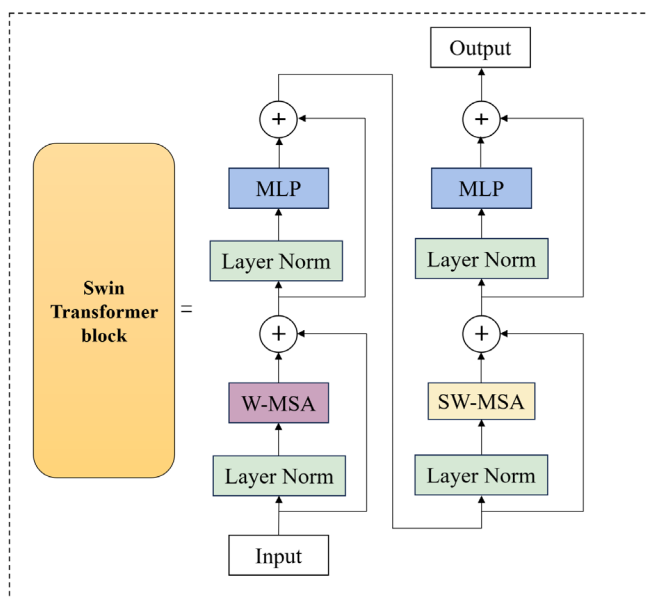 Swin
Transformer
block
=
+
MLP
Layer Norm
+
W-MSA
Layer Norm
Input
Output
+
MLP
Layer Norm
+
SW-MSA
Layer Norm